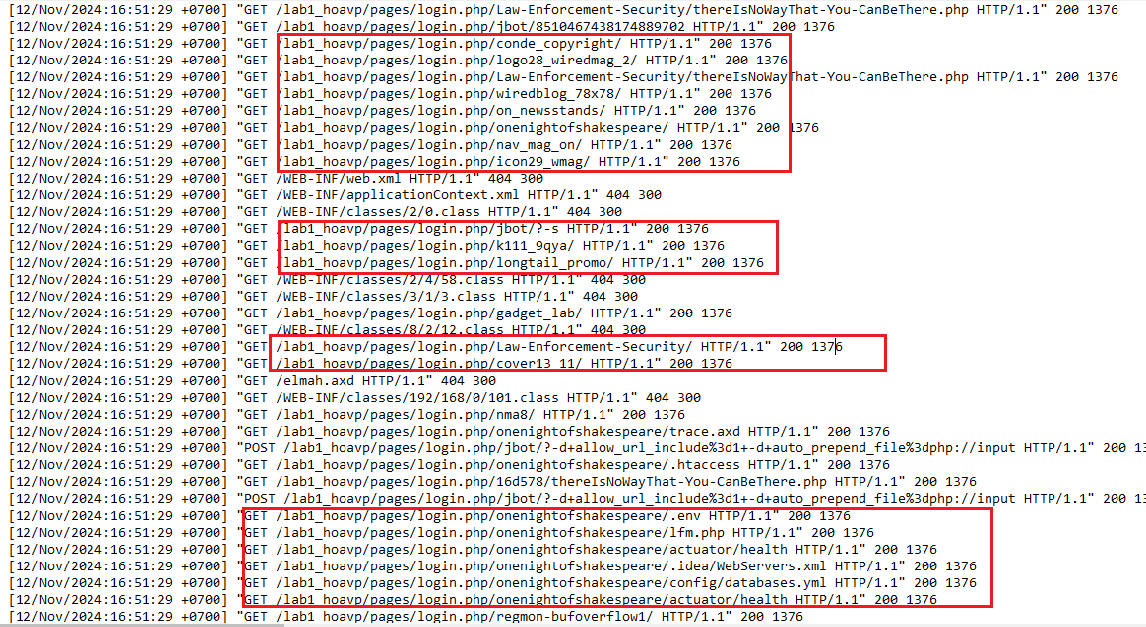 [12/Nov/2024:16:51:29 +0700] "GET /lab1_hoavp/pages/login.php/Law-Enforcement-Security/thereIsNoWayThat-You-CanBeThere.php HTTP/1.1" 200 1376
[12/Nov/2024:16:51:29 +0700] "GET /lab1_hoavp/pages/login.php/jbot/8510467438174889702 HTTP/1.1" 200 1376
[12/Nov/2024:16:51:29 +0700] "GET /lab1_hoavp/pages/login.php/conde_copyright/ HTTP/1.1" 200 1376
[12/Nov/2024:16:51:29 +0700] "GET /lab1_hoavp/pages/login.php/logo28_wiredmag_2/ HTTP/1.1" 200 1376
[12/Nov/2024:16:51:29 +0700] "GET /lab1_hoavp/pages/login.php/Law-Enforcement-Security/thereIsNoWayThat-You-CanBeThere.php HTTP/1.1" 200 1376
[12/Nov/2024:16:51:29 +0700] "GET /lab1_hoavp/pages/login.php/wiredblog_78x78/ HTTP/1.1" 200 1376
[12/Nov/2024:16:51:29 +0700] "GET /lab1_hoavp/pages/login.php/on_newsstands/ HTTP/1.1" 200 1376
[12/Nov/2024:16:51:29 +0700] "GET /lab1_hoavp/pages/login.php/onenightofshakespeare/ HTTP/1.1" 200 1376
[12/Nov/2024:16:51:29 +0700] "GET /lab1_hoavp/pages/login.php/nav_mag_on/ HTTP/1.1" 200 1376
[12/Nov/2024:16:51:29 +0700] "GET /lab1_hoavp/pages/login.php/icon29_wmag/ HTTP/1.1" 200 1376
[12/Nov/2024:16:51:29 +0700] "GET /WEB-INF/web.xml HTTP/1.1" 404 300
[12/Nov/2024:16:51:29 +0700] "GET /WEB-INF/applicationContext.xml HTTP/1.1" 404 300
[12/Nov/2024:16:51:29 +0700] "GET /WEB-INF/classes/2/0.class HTTP/1.1" 404 300
[12/Nov/2024:16:51:29 +0700] "GET /lab1_hoavp/pages/login.php/jbot/?-s HTTP/1.1" 200 1376
[12/Nov/2024:16:51:29 +0700] "GET /lab1_hoavp/pages/login.php/k111_9qya/ HTTP/1.1" 200 1376
[12/Nov/2024:16:51:29 +0700] "GET /lab1_hoavp/pages/login.php/longtail_promo/ HTTP/1.1" 200 1376
[12/Nov/2024:16:51:29 +0700] "GET /WEB-INF/classes/2/4/58.class HTTP/1.1" 404 300
[12/Nov/2024:16:51:29 +0700] "GET /WEB-INF/classes/3/1/3.class HTTP/1.1" 404 300
[12/Nov/2024:16:51:29 +0700] "GET /lab1_hoavp/pages/login.php/gadget_lab/ HTTP/1.1" 200 1376
[12/Nov/2024:16:51:29 +0700] "GET /WEB-INF/classes/8/2/12.class HTTP/1.1" 404 300
[12/Nov/2024:16:51:29 +0700] "GET /lab1_hoavp/pages/login.php/Law-Enforcement-Security/ HTTP/1.1" 200 1376
[12/Nov/2024:16:51:29 +0700] "GET /lab1_hoavp/pages/login.php/cover13_11/ HTTP/1.1" 200 1376
[12/Nov/2024:16:51:29 +0700] "GET /elmah.axd HTTP/1.1" 404 300
[12/Nov/2024:16:51:29 +0700] "GET /WEB-INF/classes/192/168/0/101.class HTTP/1.1" 404 300
[12/Nov/2024:16:51:29 +0700] "GET /lab1_hoavp/pages/login.php/nma8/ HTTP/1.1" 200 1376
[12/Nov/2024:16:51:29 +0700] "GET /lab1_hoavp/pages/login.php/onenightofshakespeare/trace.axd HTTP/1.1" 200 1376
[12/Nov/2024:16:51:29 +0700] "POST /lab1_hoavp/pages/login.php/jbot/?-d+allow_url_include%3d1+-d+auto_prepend_file%3dphp://input HTTP/1.1" 200 13
[12/Nov/2024:16:51:29 +0700] "GET /lab1_hoavp/pages/login.php/onenightofshakespeare/.htaccess HTTP/1.1" 200 1376
[12/Nov/2024:16:51:29 +0700] "GET /lab1_hoavp/pages/login.php/16d578/thereIsNoWayThat-You-CanBeThere.php HTTP/1.1" 200 1376
[12/Nov/2024:16:51:29 +0700] "POST /lab1_hoavp/pages/login.php/jbot/?-d+allow_url_include%3d1+-d+auto_prepend_file%3dphp://input HTTP/1.1" 200 13
[12/Nov/2024:16:51:29 +0700] "GET /lab1_hoavp/pages/login.php/onenightofshakespeare/.env HTTP/1.1" 200 1376
[12/Nov/2024:16:51:29 +0700] "GET /lab1_hoavp/pages/login.php/onenightofshakespeare/lfm.php HTTP/1.1" 200 1376
[12/Nov/2024:16:51:29 +0700] "GET /lab1_hoavp/pages/login.php/onenightofshakespeare/actuator/health HTTP/1.1" 200 1376
[12/Nov/2024:16:51:29 +0700] "GET /lab1_hoavp/pages/login.php/onenightofshakespeare/.idea/WebServers.xml HTTP/1.1" 200 1376
[12/Nov/2024:16:51:29 +0700] "GET /lab1_hoavp/pages/login.php/onenightofshakespeare/config/databases.yml HTTP/1.1" 200 1376
[12/Nov/2024:16:51:29 +0700] "GET /lab1_hoavp/pages/login.php/onenightofshakespeare/actuator/health HTTP/1.1" 200 1376
[12/Nov/2024:16:51:29 +0700] "GET /lab1_hoavp/pages/login.php/regmon-bufoverflow1/ HTTP/1.1" 200 1376